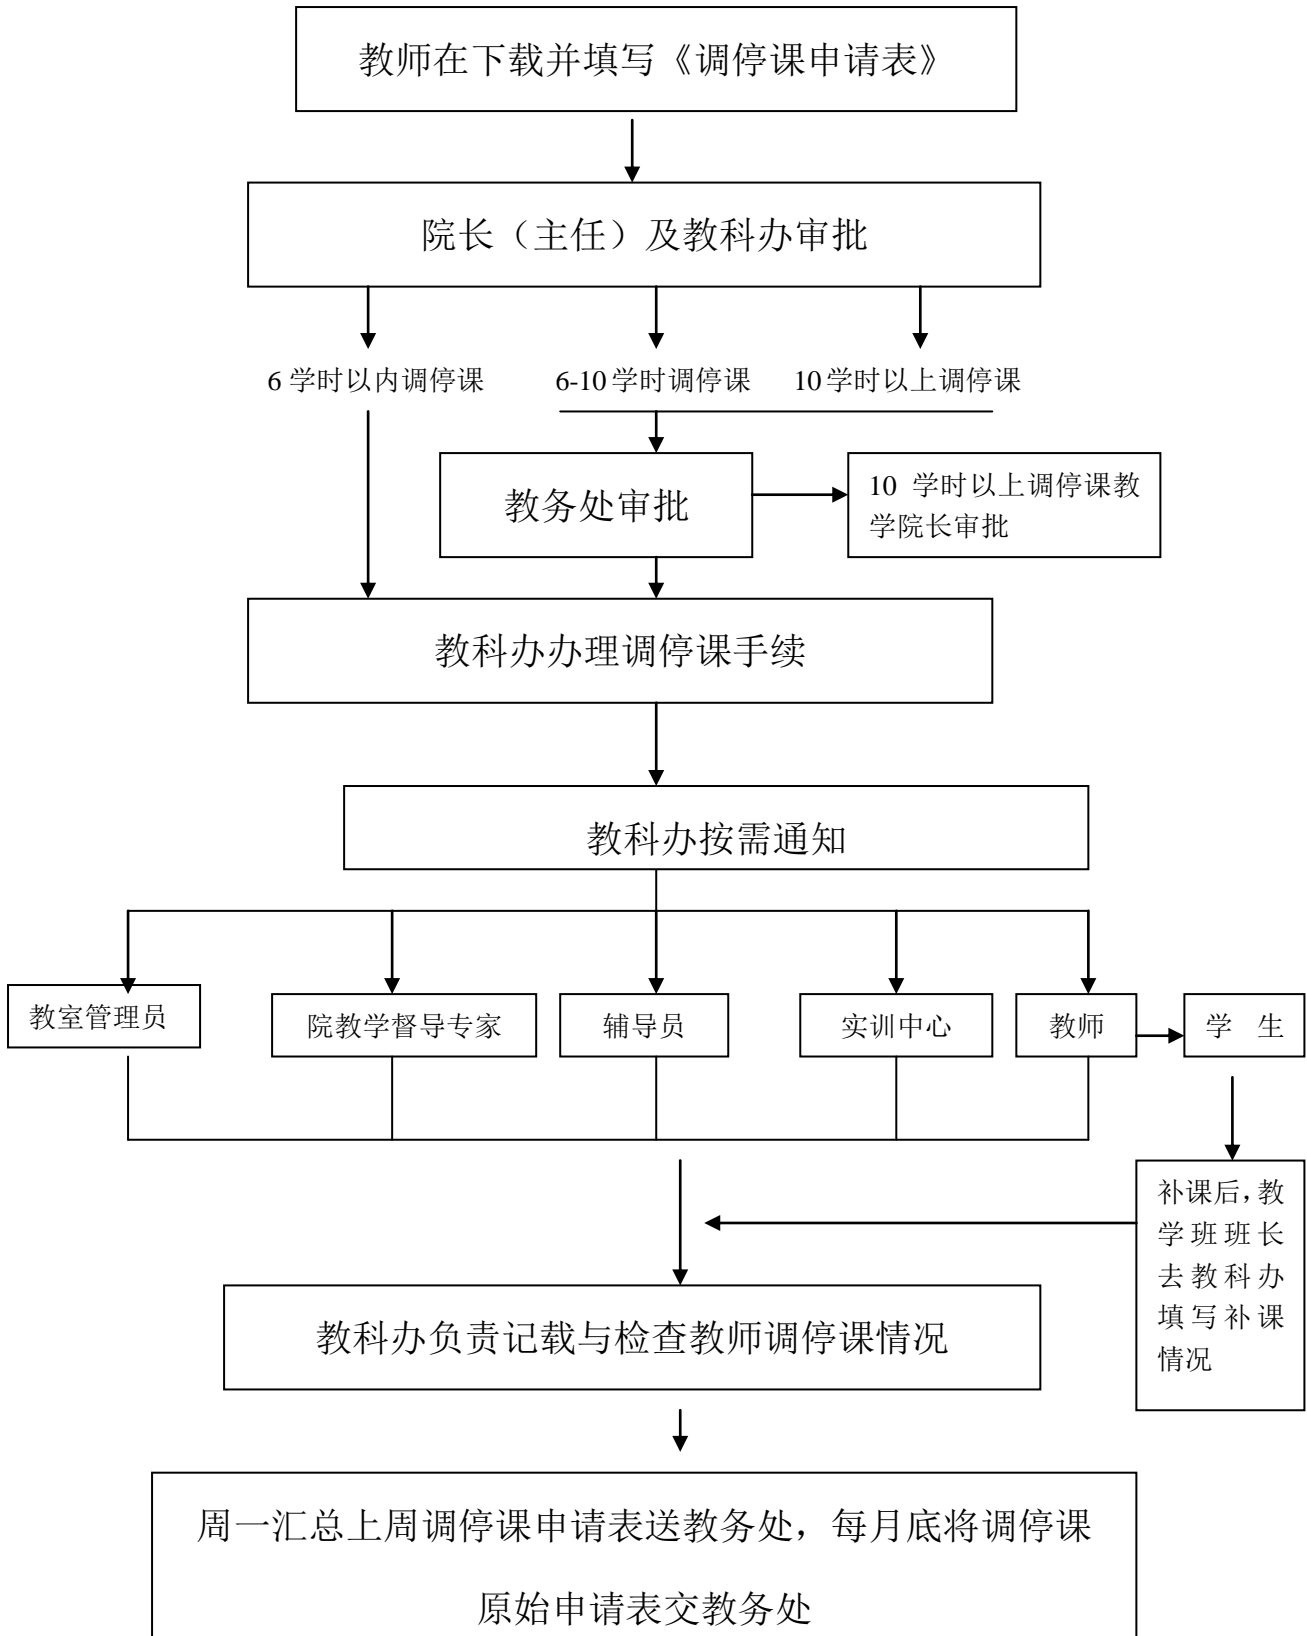 教师在下载并填写《调停课申请表》
院长（主任）及教科办审批
6 学时以内调停课
6-10 学时调停课
10 学时以上调停课
教务处审批
10 学时以上调停课教
学院长审批
教科办办理调停课手续
教科办按需通知
教室管理员
院教学督导专家
辅导员
实训中心
教师
学 生
补课后，教
学班班长
去教科办
填写补课
情况
教科办负责记载与检查教师调停课情况
周一汇总上周调停课申请表送教务处，每月底将调停课
原始申请表交教务处